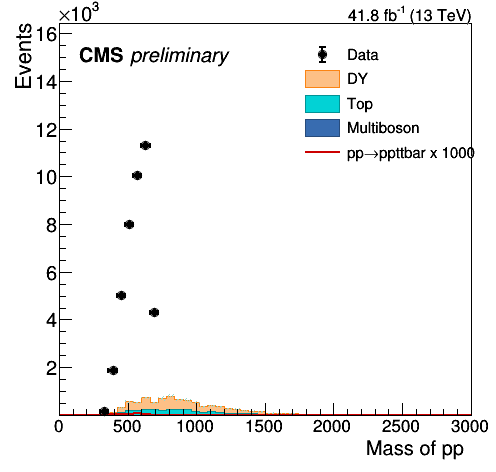 ×10³
41.8 fb⁻¹ (13 TeV)
Events
CMS preliminary
Data
DY
Top
Multiboson
pp→ppttbar x 1000
16
14
12
10
8
6
4
2
0 500 1000 1500 2000 2500 3000
Mass of pp